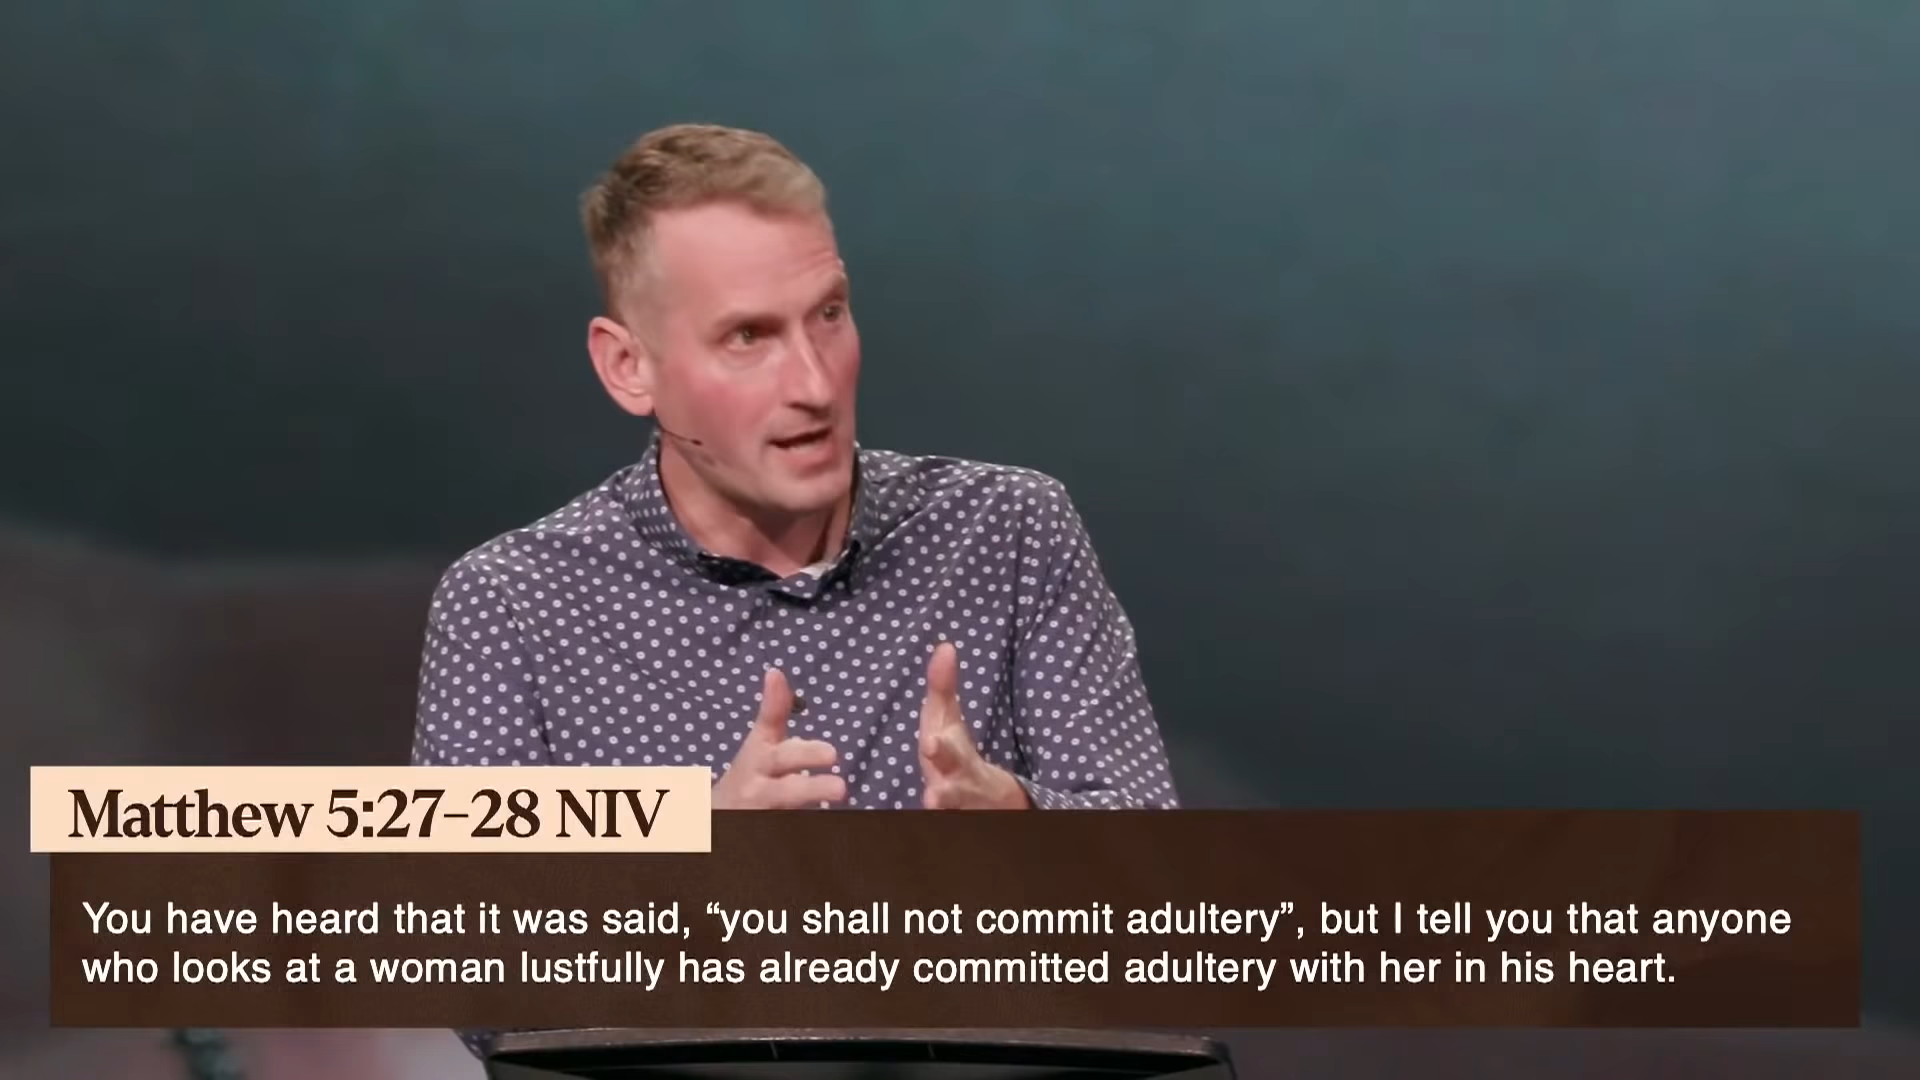 Matthew 5:27–28 NIV
You have heard that it was said, “you shall not commit adultery”, but I tell you that anyone
who looks at a woman lustfully has already committed adultery with her in his heart.